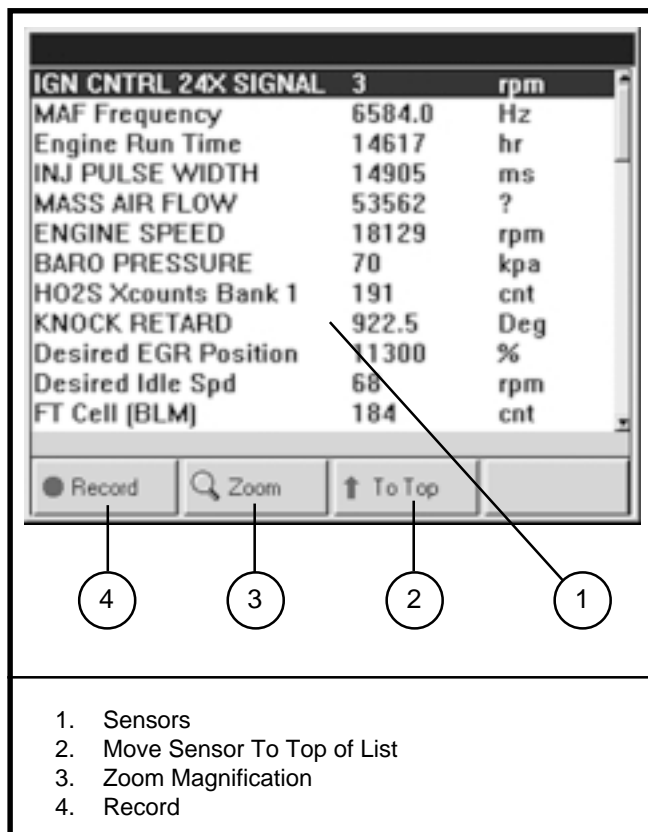 IGN CNTRL 24X SIGNAL 3 rpm
MAF Frequency 6584.0 Hz
Engine Run Time 14617 hr
INJ PULSE WIDTH 14905 ms
MASS AIR FLOW 53562 ?
ENGINE SPEED 18129 rpm
BARO PRESSURE 70 kpa
HO2S Xcounts Bank 1 191 cnt
KNOCK RETARD 922.5 Deg
Desired EGR Position 11300 %
Desired Idle Spd 68 rpm
FT Cell (BLM) 184 cnt
Record Zoom To Top
4 3 2 1
1. Sensors
2. Move Sensor To Top of List
3. Zoom Magnification
4. Record